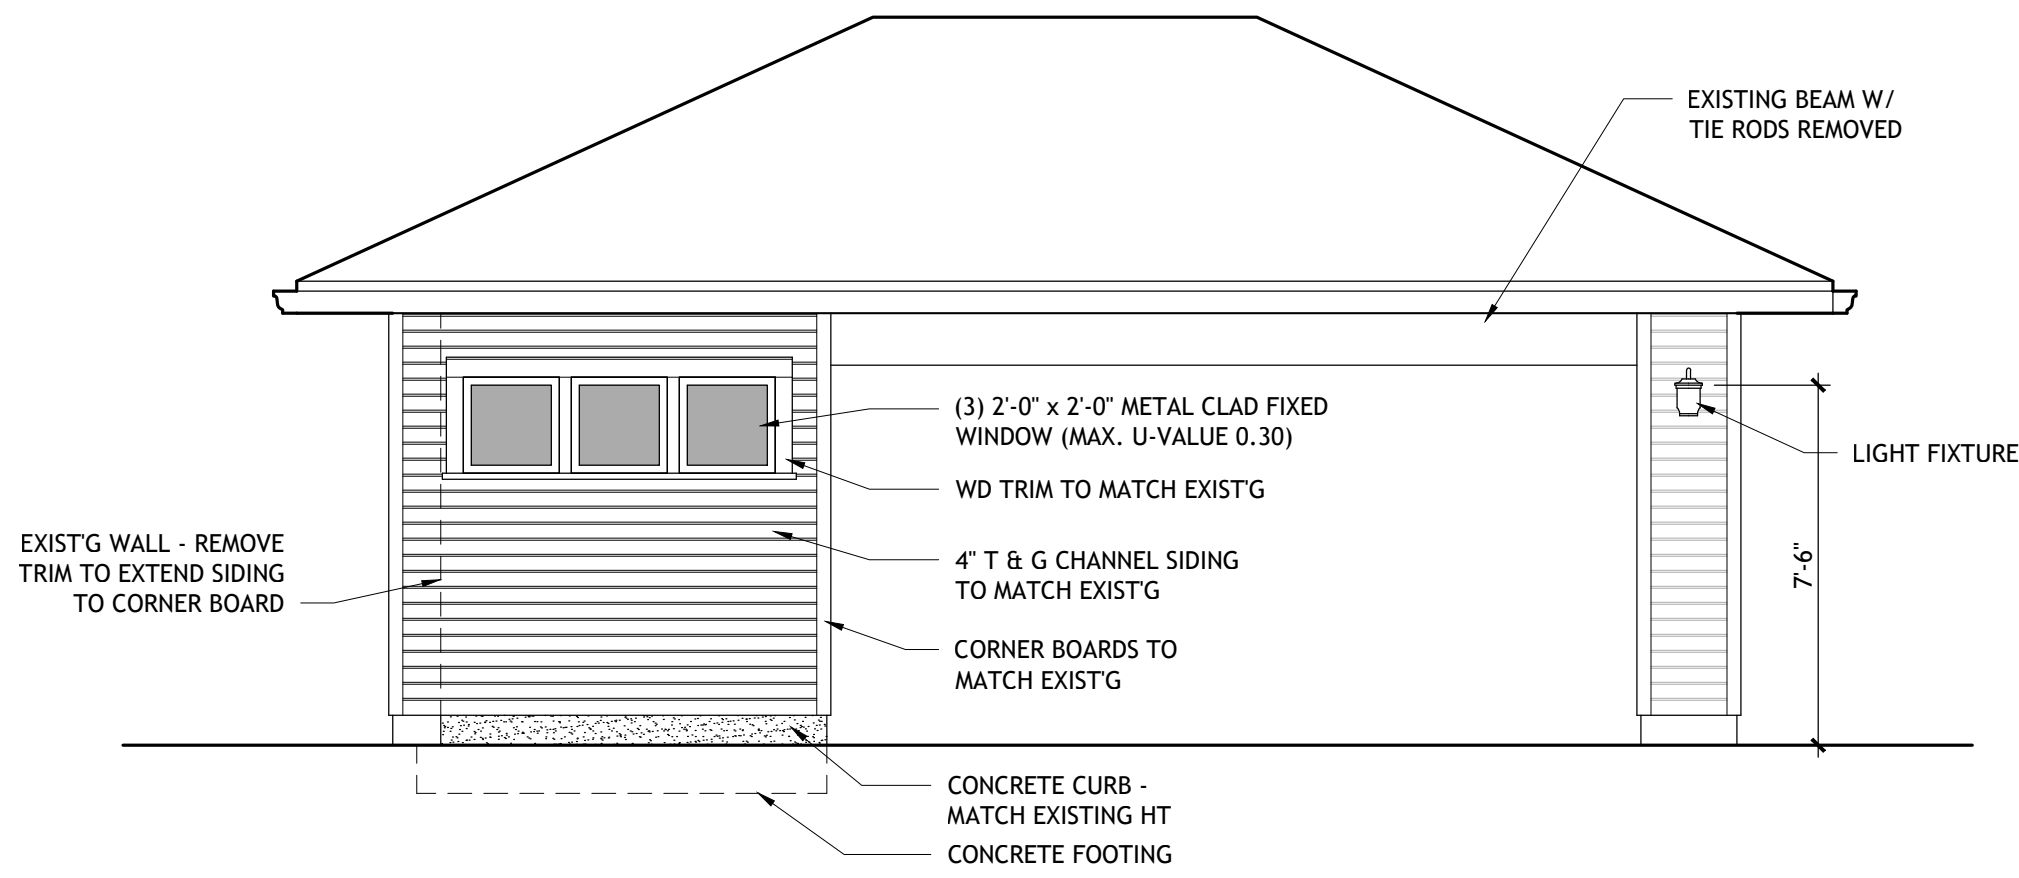 EXISTING BEAM W/
TIE RODS REMOVED
(3) 2'-0" x 2'-0" METAL CLAD FIXED
WINDOW (MAX. U-VALUE 0.30)
LIGHT FIXTURE
WD TRIM TO MATCH EXIST'G
EXIST'G WALL - REMOVE
TRIM TO EXTEND SIDING
TO CORNER BOARD
4" T & G CHANNEL SIDING
TO MATCH EXIST'G
7'-6"
CORNER BOARDS TO
MATCH EXIST'G
CONCRETE CURB -
MATCH EXISTING HT
CONCRETE FOOTING